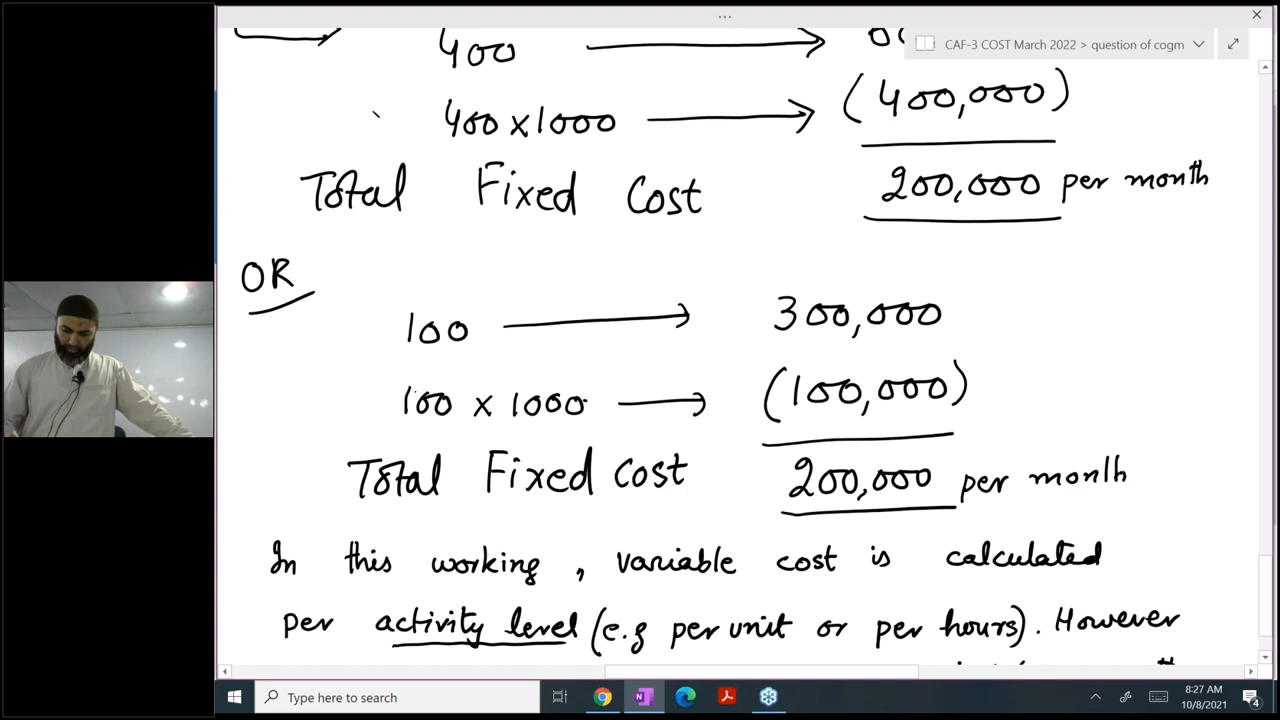 CAF-3 COST March 2022 > question of cogm
400
400 x 1000 (400,000)
Total Fixed Cost 200,000 per month
OR
100 300,000
100 x 1000 (100,000)
Total Fixed Cost 200,000 per month
In this working, variable cost is calculated
per activity level (e.g per unit or per hours). However
Type here to search
8:27 AM
10/8/2021
4